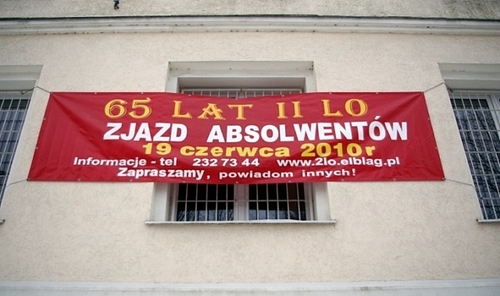 65 LAT II LO
ZJAZD ABSOLWENTÓW
19 czerwca 2010r
Informacje - tel 232 73 44 www.2lo.elblag.pl
Zapraszamy, powiadom innych!